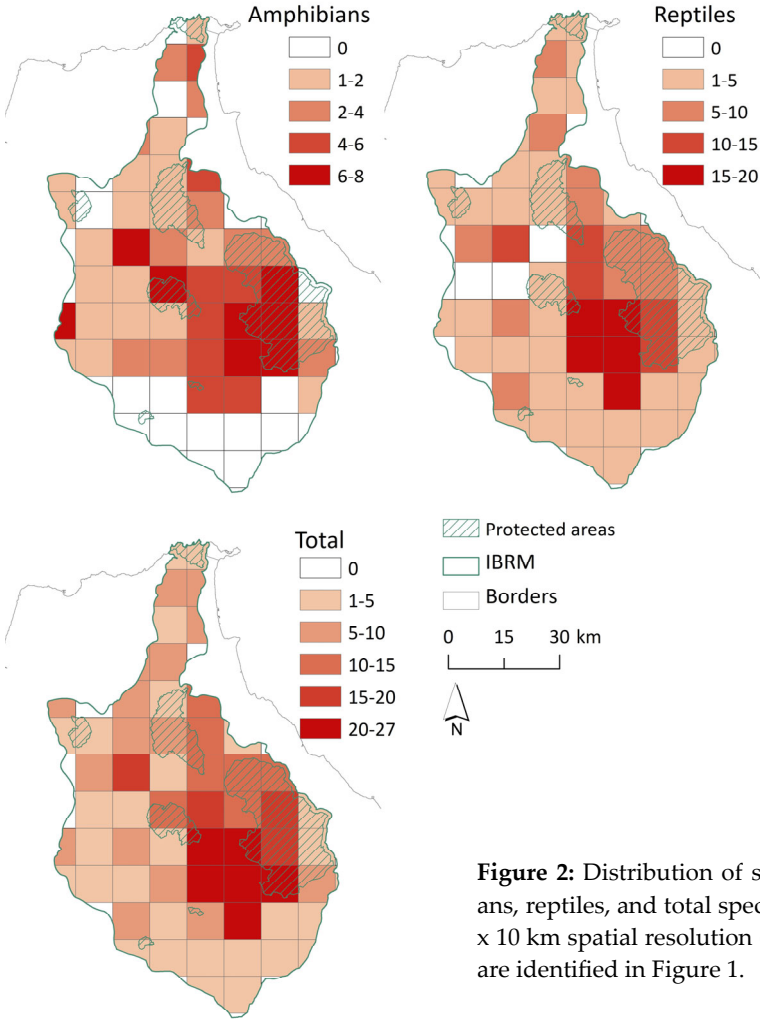 Amphibians
0
1-2
2-4
4-6
6-8
Reptiles
0
1-5
5-10
10-15
15-20
Total
0
1-5
5-10
10-15
15-20
20-27
Protected areas
IBRM
Borders
0 15 30 km
N
Figure 2: Distribution of s
ans, reptiles, and total spec
x 10 km spatial resolution
are identified in Figure 1.